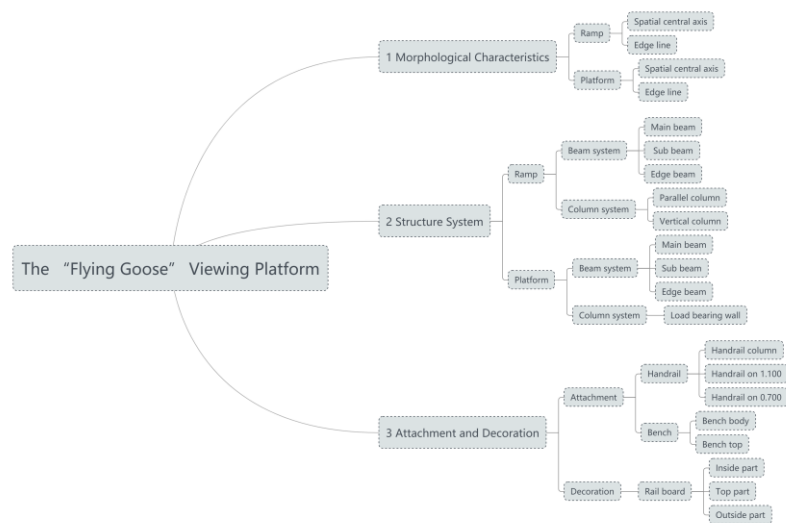 The “Flying Goose” Viewing Platform
1 Morphological Characteristics
Ramp
Spatial central axis
Edge line
Platform
Spatial central axis
Edge line
2 Structure System
Ramp
Beam system
Main beam
Sub beam
Edge beam
Column system
Parallel column
Vertical column
Platform
Beam system
Main beam
Sub beam
Edge beam
Column system
Load bearing wall
3 Attachment and Decoration
Attachment
Handrail
Handrail column
Handrail on 1.100
Handrail on 0.700
Bench
Bench body
Bench top
Decoration
Rail board
Inside part
Top part
Outside part